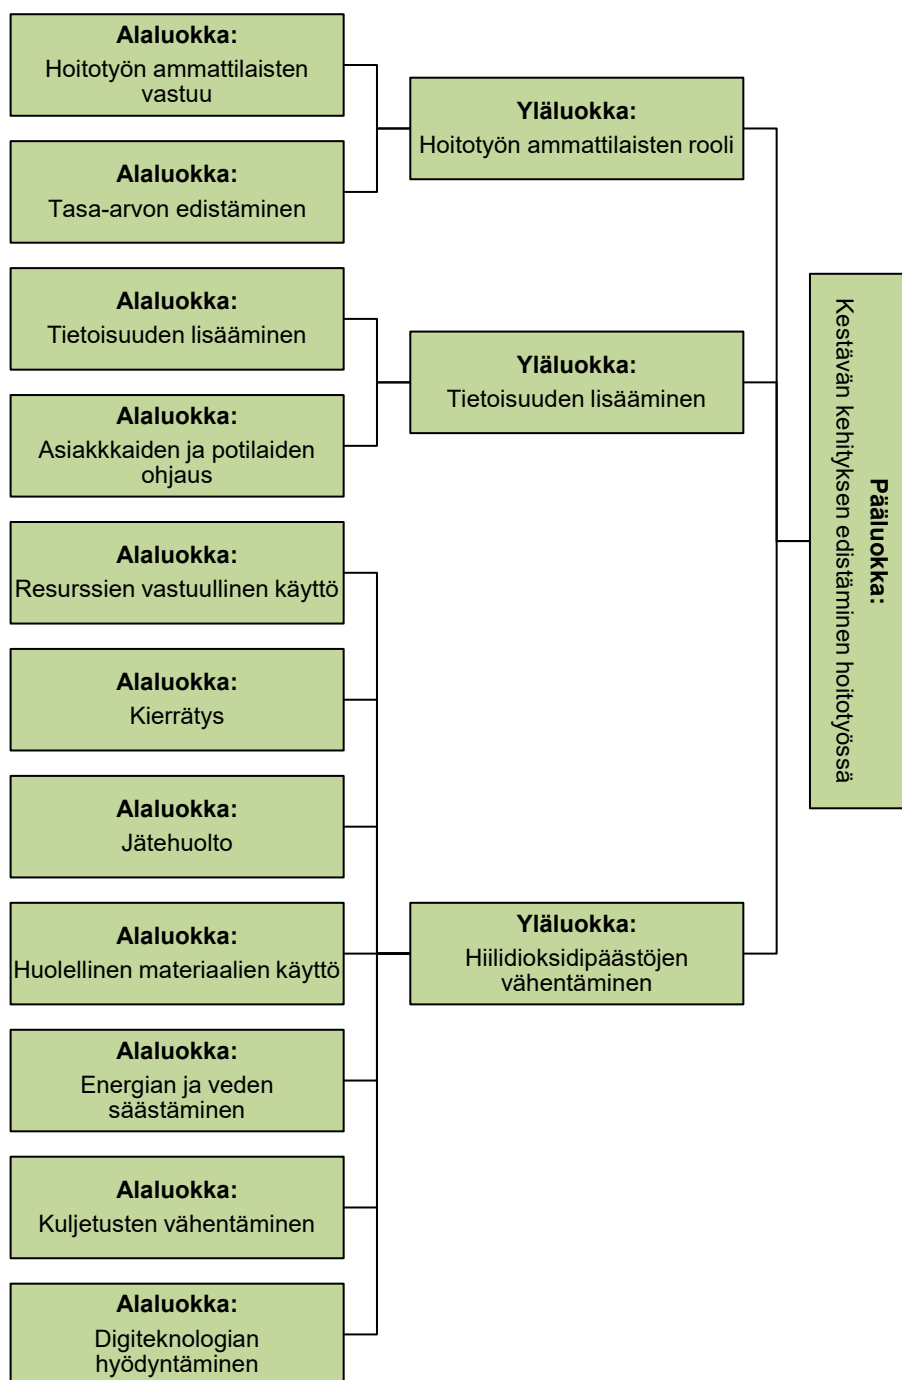 Alaluokka:
Hoitotyön ammattilaisten
vastuu
Alaluokka:
Tasa-arvon edistäminen
Alaluokka:
Tietoisuuden lisääminen
Alaluokka:
Asiakkkaiden ja potilaiden
ohjaus
Alaluokka:
Resurssien vastuullinen käyttö
Alaluokka:
Kierrätys
Alaluokka:
Jätehuolto
Alaluokka:
Huolellinen materiaalien käyttö
Alaluokka:
Energian ja veden
säästäminen
Alaluokka:
Kuljetusten vähentäminen
Alaluokka:
Digiteknologian
hyödyntäminen
Yläluokka:
Hoitotyön ammattilaisten rooli
Yläluokka:
Tietoisuuden lisääminen
Yläluokka:
Hiilidioksidipäästöjen
vähentäminen
Pääluokka:
Kestävän kehityksen edistäminen hoitotyössä